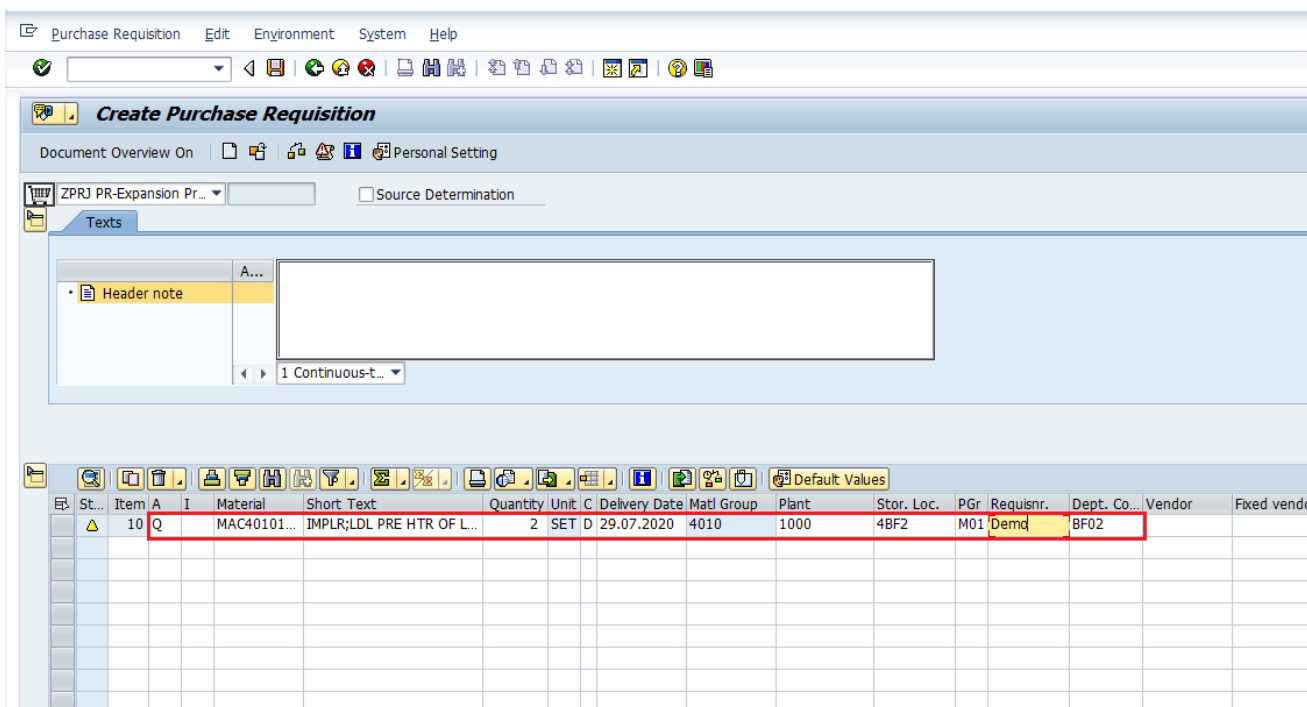 Purchase Requisition Edit Environment System Help
Create Purchase Requisition
Document Overview On Personal Setting
ZPRJ PR-Expansion Pr... Source Determination
Texts
A...
Header note
1 Continuous-t...
Default Values
St... Item A I Material Short Text Quantity Unit C Delivery Date Matl Group Plant Stor. Loc. PGr Requisnr. Dept. Co... Vendor Fixed vendo
10 Q MAC40101... IMPLR;LDL PRE HTR OF L... 2 SET D 29.07.2020 4010 1000 4BF2 M01 Demo BF02